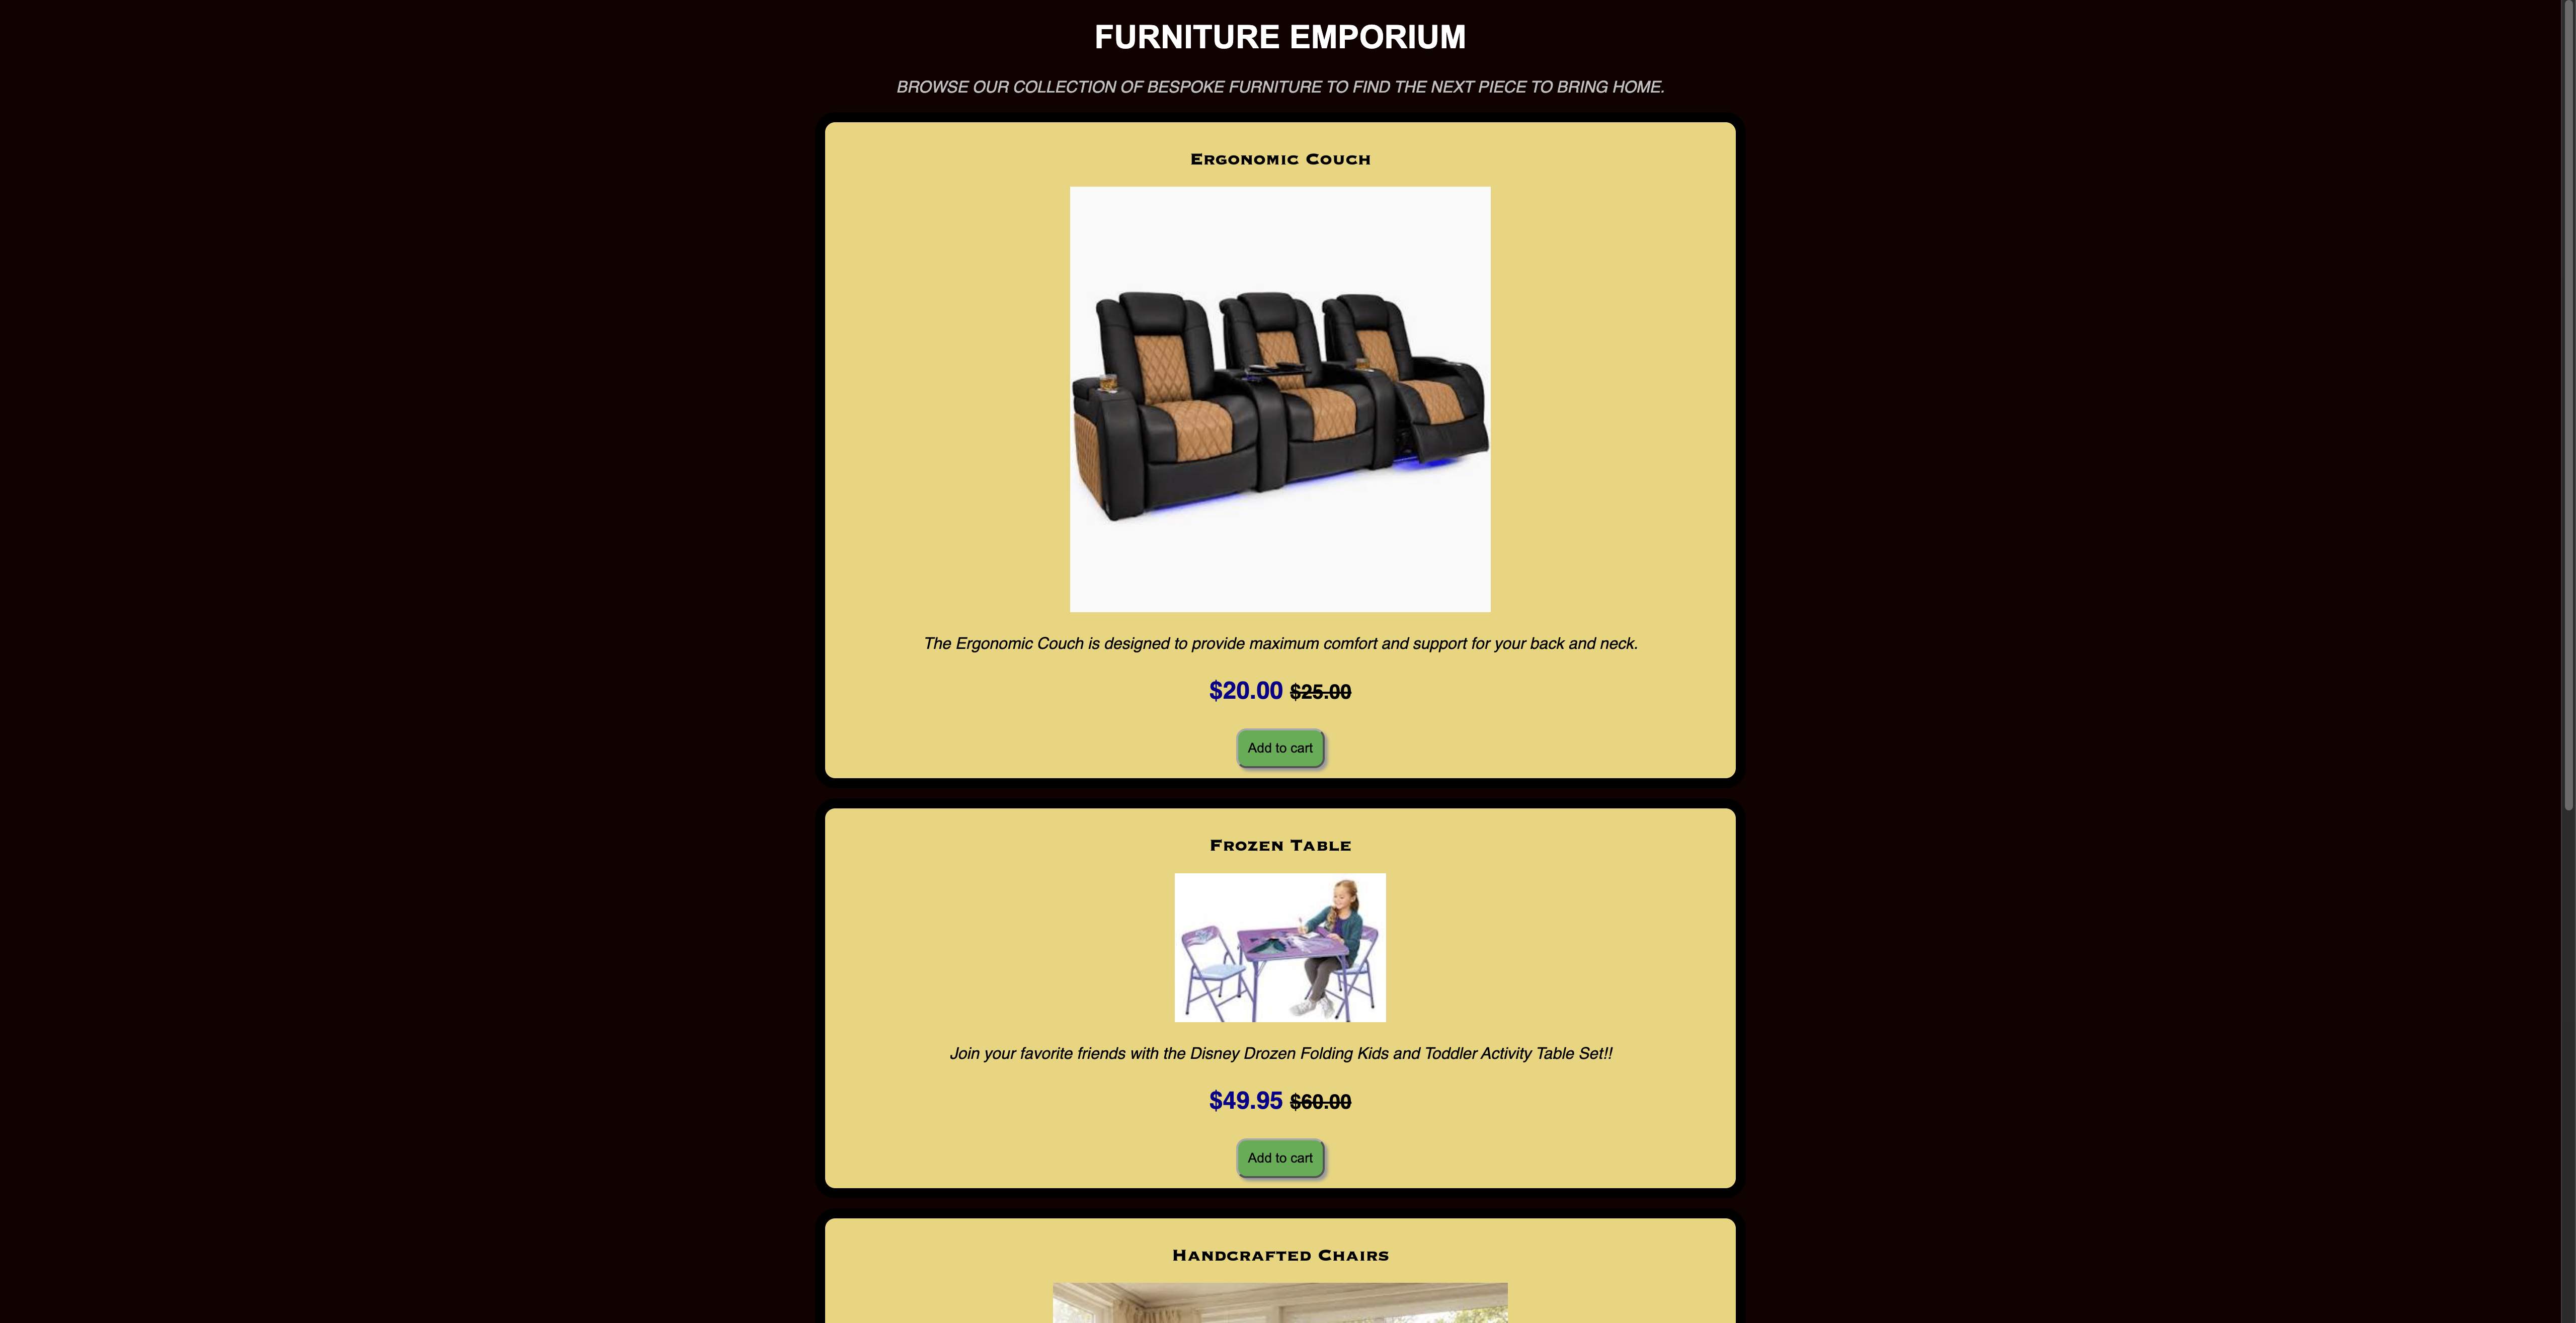 FURNITURE EMPORIUM
BROWSE OUR COLLECTION OF BESPOKE FURNITURE TO FIND THE NEXT PIECE TO BRING HOME.
Ergonomic Couch
The Ergonomic Couch is designed to provide maximum comfort and support for your back and neck.
$20.00 $25.00
Add to cart
Frozen Table
Join your favorite friends with the Disney Drozen Folding Kids and Toddler Activity Table Set!!
$49.95 $60.00
Add to cart
Handcrafted Chairs